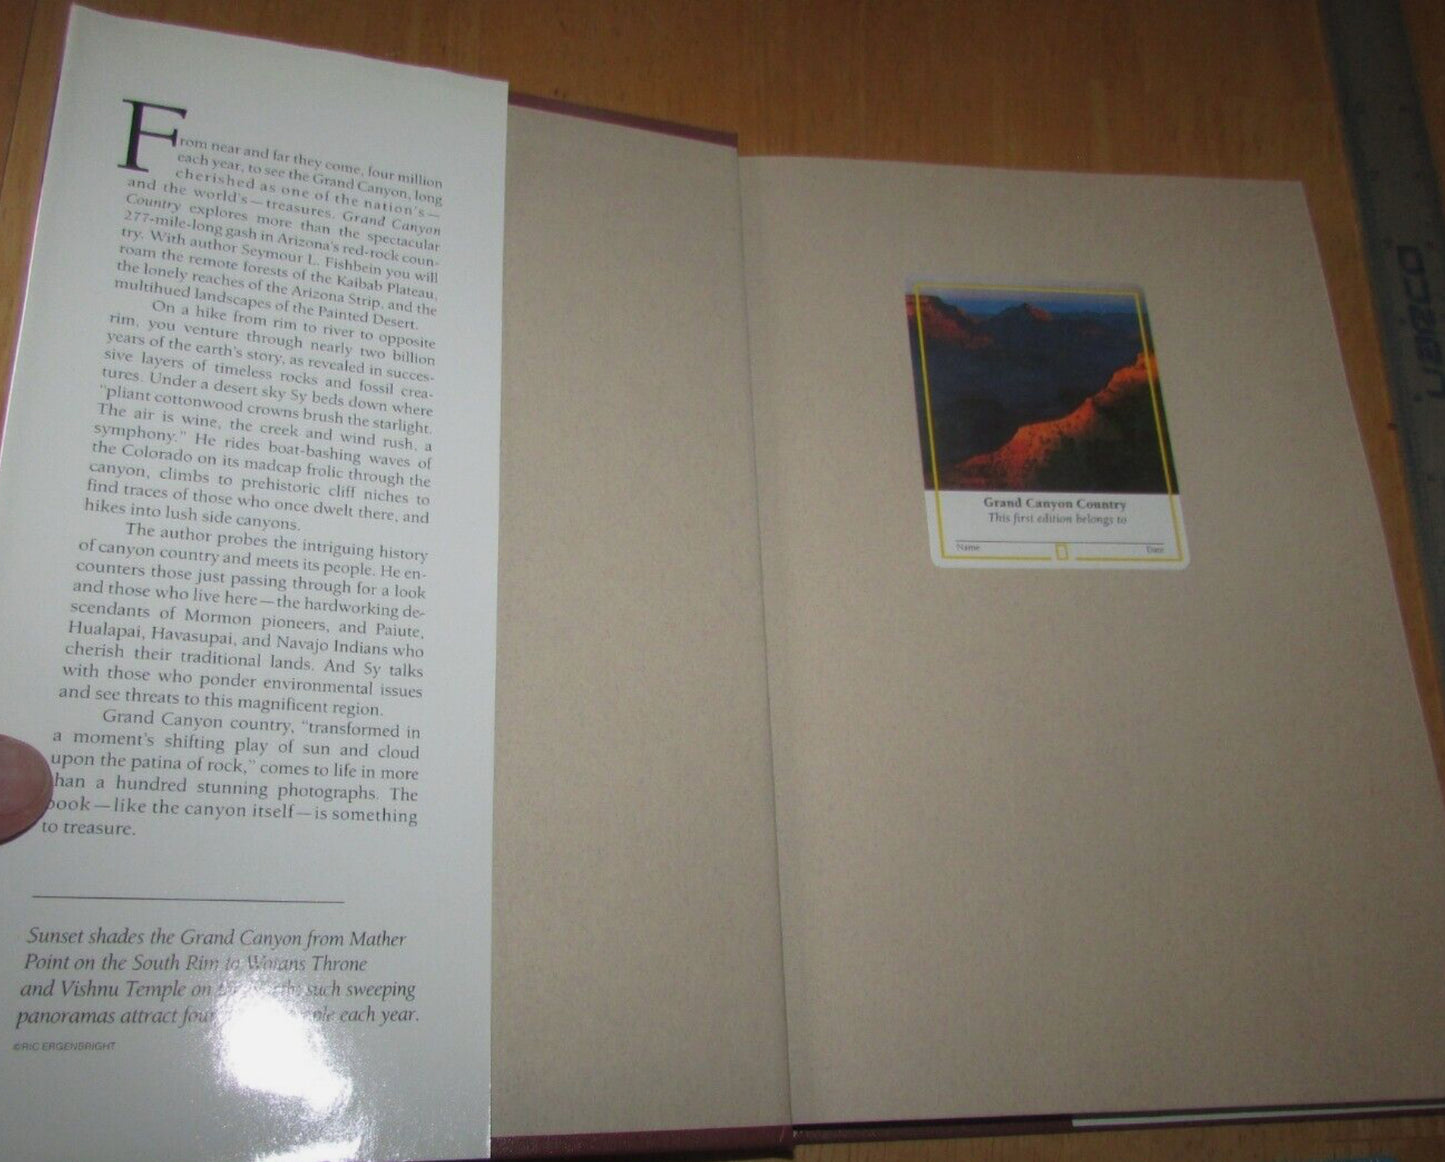 From near and far they come, four million
each year, to see the Grand Canyon, long
cherished as one of the nation's—
and the world's—treasures. Grand Canyon
Country explores more than the spectacular
277-mile-long gash in Arizona's red-rock coun-
try. With author Seymour L. Fishbein you will
roam the remote forests of the Kaibab Plateau,
the lonely reaches of the Arizona Strip, and the
multihued landscapes of the Painted Desert.
On a hike from rim to river to opposite
rim, you venture through nearly two billion
years of the earth's story, as revealed in succes-
sive layers of timeless rocks and fossil crea-
tures. Under a desert sky Sy beds down where
"pliant cottonwood crowns brush the starlight.
The air is wine, the creek and wind rush, a
symphony." He rides boat-bashing waves of
the Colorado on its madcap frolic through the
canyon, climbs to prehistoric cliff niches to
find traces of those who once dwelt there, and
hikes into lush side canyons.
The author probes the intriguing history
of canyon country and meets its people. He en-
counters those just passing through for a look
and those who live here—the hardworking de-
scendants of Mormon pioneers, and Paiute,
Hualapai, Havasupai, and Navajo Indians who
cherish their traditional lands. And Sy talks
with those who ponder environmental issues
and see threats to this magnificent region.
Grand Canyon country, "transformed in
a moment's shifting play of sun and cloud
upon the patina of rock," comes to life in more
han a hundred stunning photographs. The
book—like the canyon itself—is something
to treasure.
Sunset shades the Grand Canyon from Mather
Point on the South Rim to Wotans Throne
and Vishnu Temple on such sweeping
panoramas attract four each year.
©RIC ERGENBRIGHT
Grand Canyon Country
This first edition belongs to
Name Date